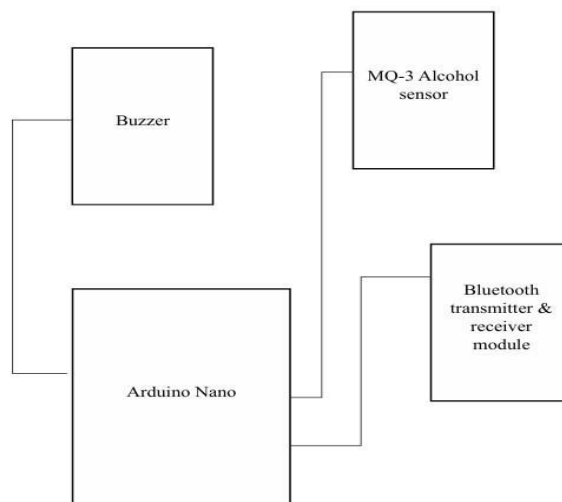 Buzzer
MQ-3 Alcohol
sensor
Bluetooth
transmitter &
receiver
module
Arduino Nano